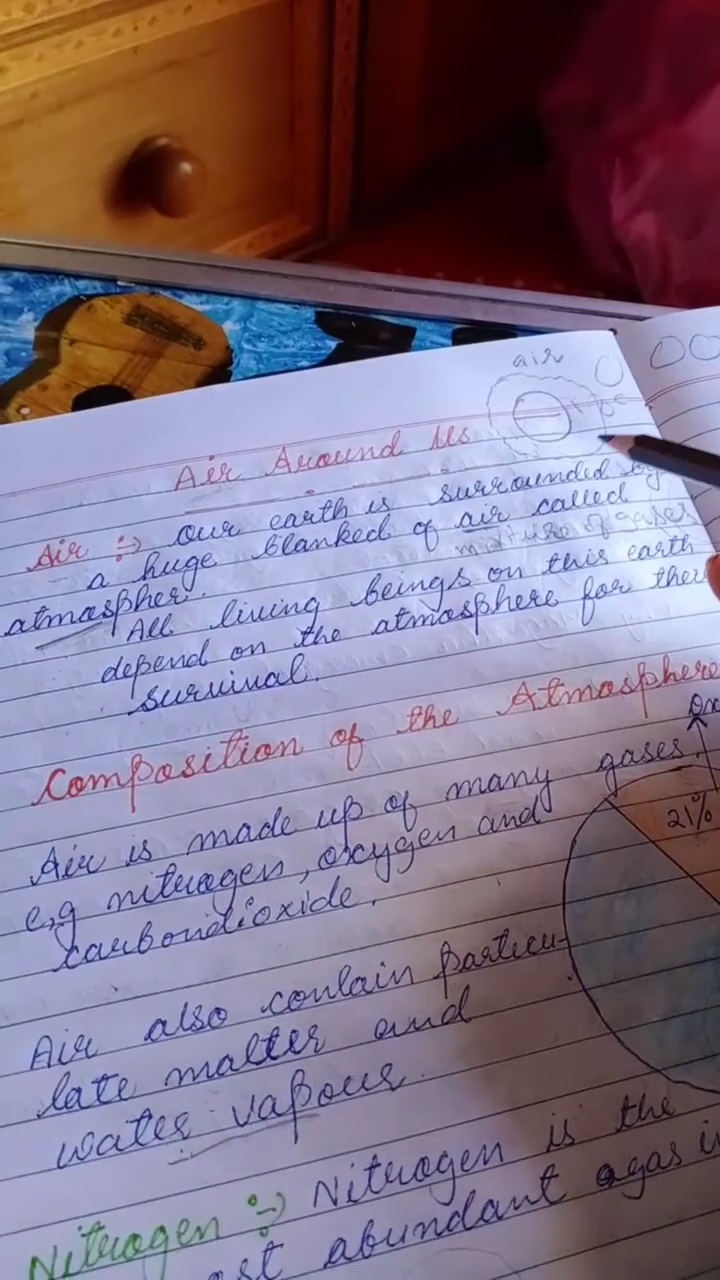 air
Air Around Us
Air :-> Our earth is surrounded by
a huge blanked of air called
mixture of gases
atmospher.
All living beings on this earth
depend on the atmosphere for thei
survival.
Composition of the Atmosphere
Ox
Air is made up of many gases.
21%
e,g nitrogen, oxygen and
carbondioxide.
Air also contain particu-
late matter and
water vapour.
Nitrogen :-> Nitrogen is the
ost abundant gas i